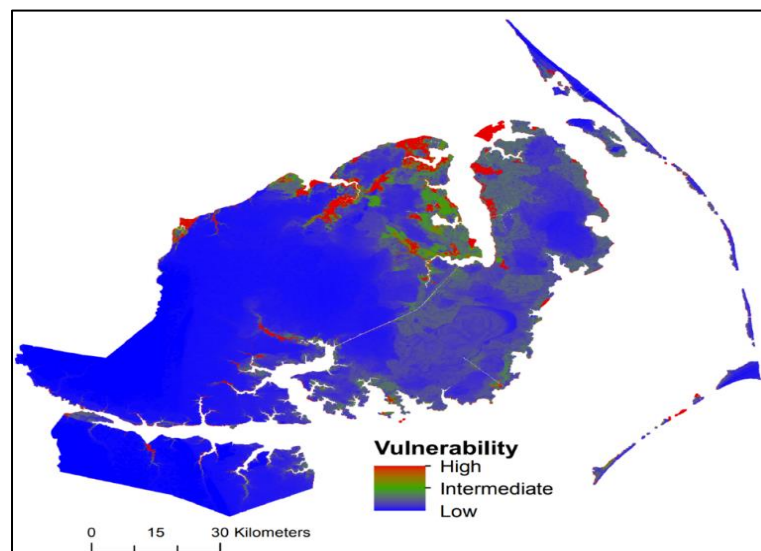 Vulnerability
High
Intermediate
Low
0 15 30 Kilometers